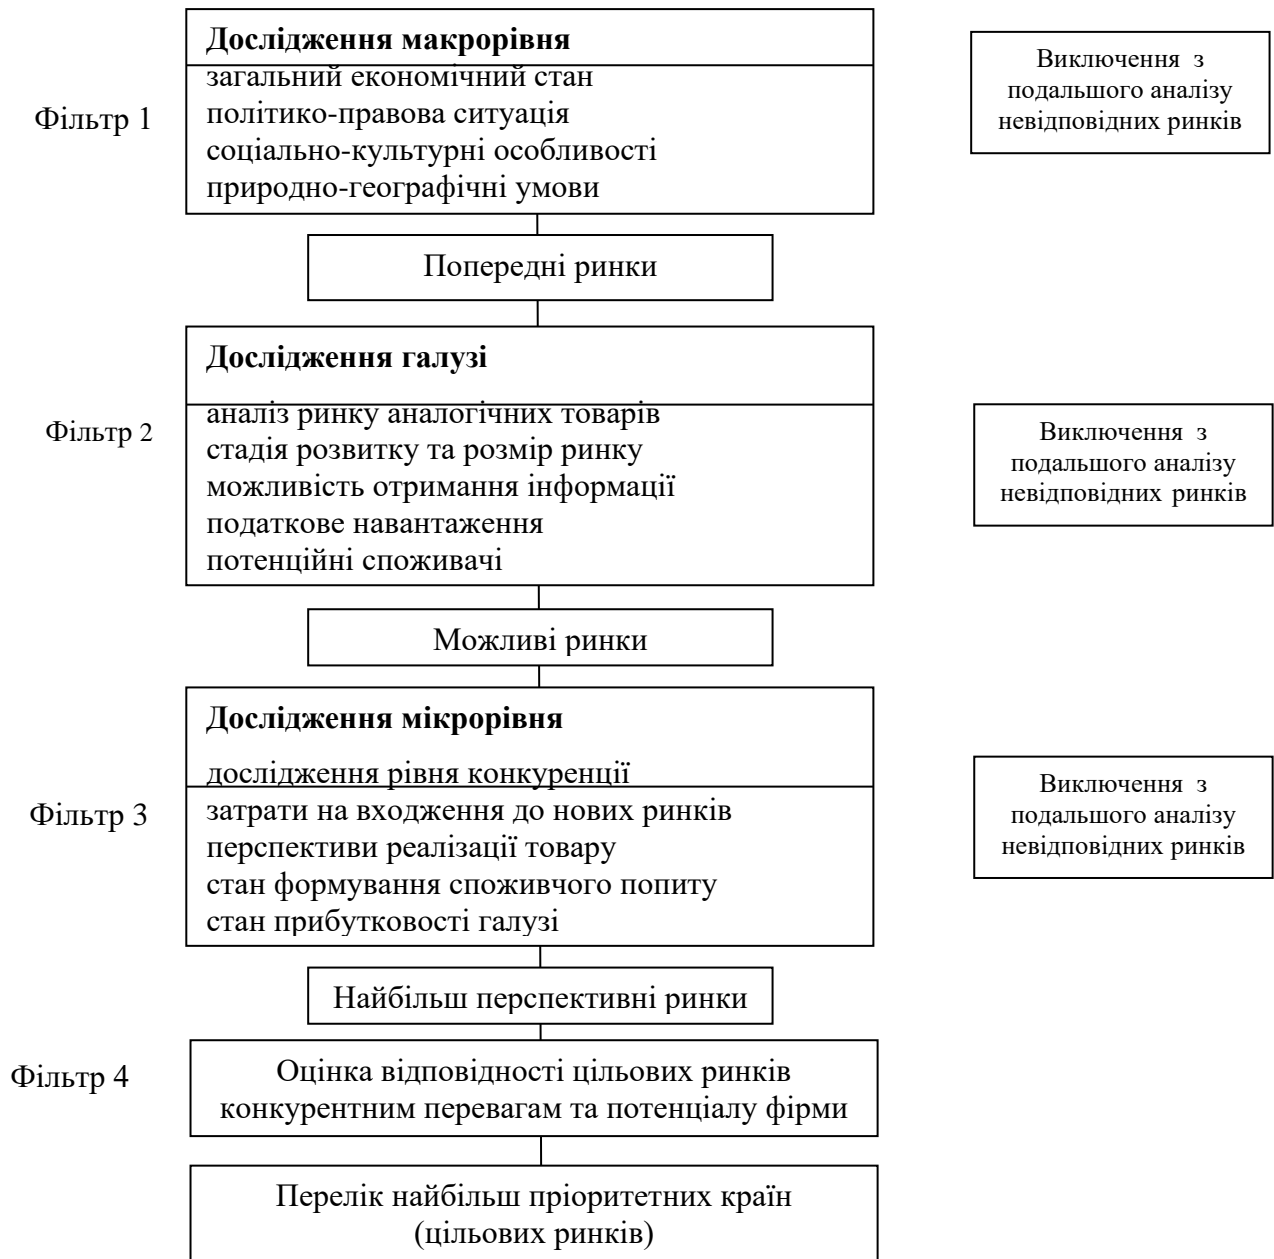 Дослідження макрорівня
загальний економічний стан
політико-правова ситуація
соціально-культурні особливості
природно-географічні умови
Фільтр 1
Виключення з
подальшого аналізу
невідповідних ринків
Попередні ринки
Дослідження галузі
аналіз ринку аналогічних товарів
стадія розвитку та розмір ринку
можливість отримання інформації
податкове навантаження
потенційні споживачі
Фільтр 2
Виключення з
подальшого аналізу
невідповідних ринків
Можливі ринки
Дослідження мікрорівня
дослідження рівня конкуренції
затрати на входження до нових ринків
перспективи реалізації товару
стан формування споживчого попиту
стан прибутковості галузі
Фільтр 3
Виключення з
подальшого аналізу
невідповідних ринків
Найбільш перспективні ринки
Фільтр 4
Оцінка відповідності цільових ринків
конкурентним перевагам та потенціалу фірми
Перелік найбільш пріоритетних країн
(цільових ринків)